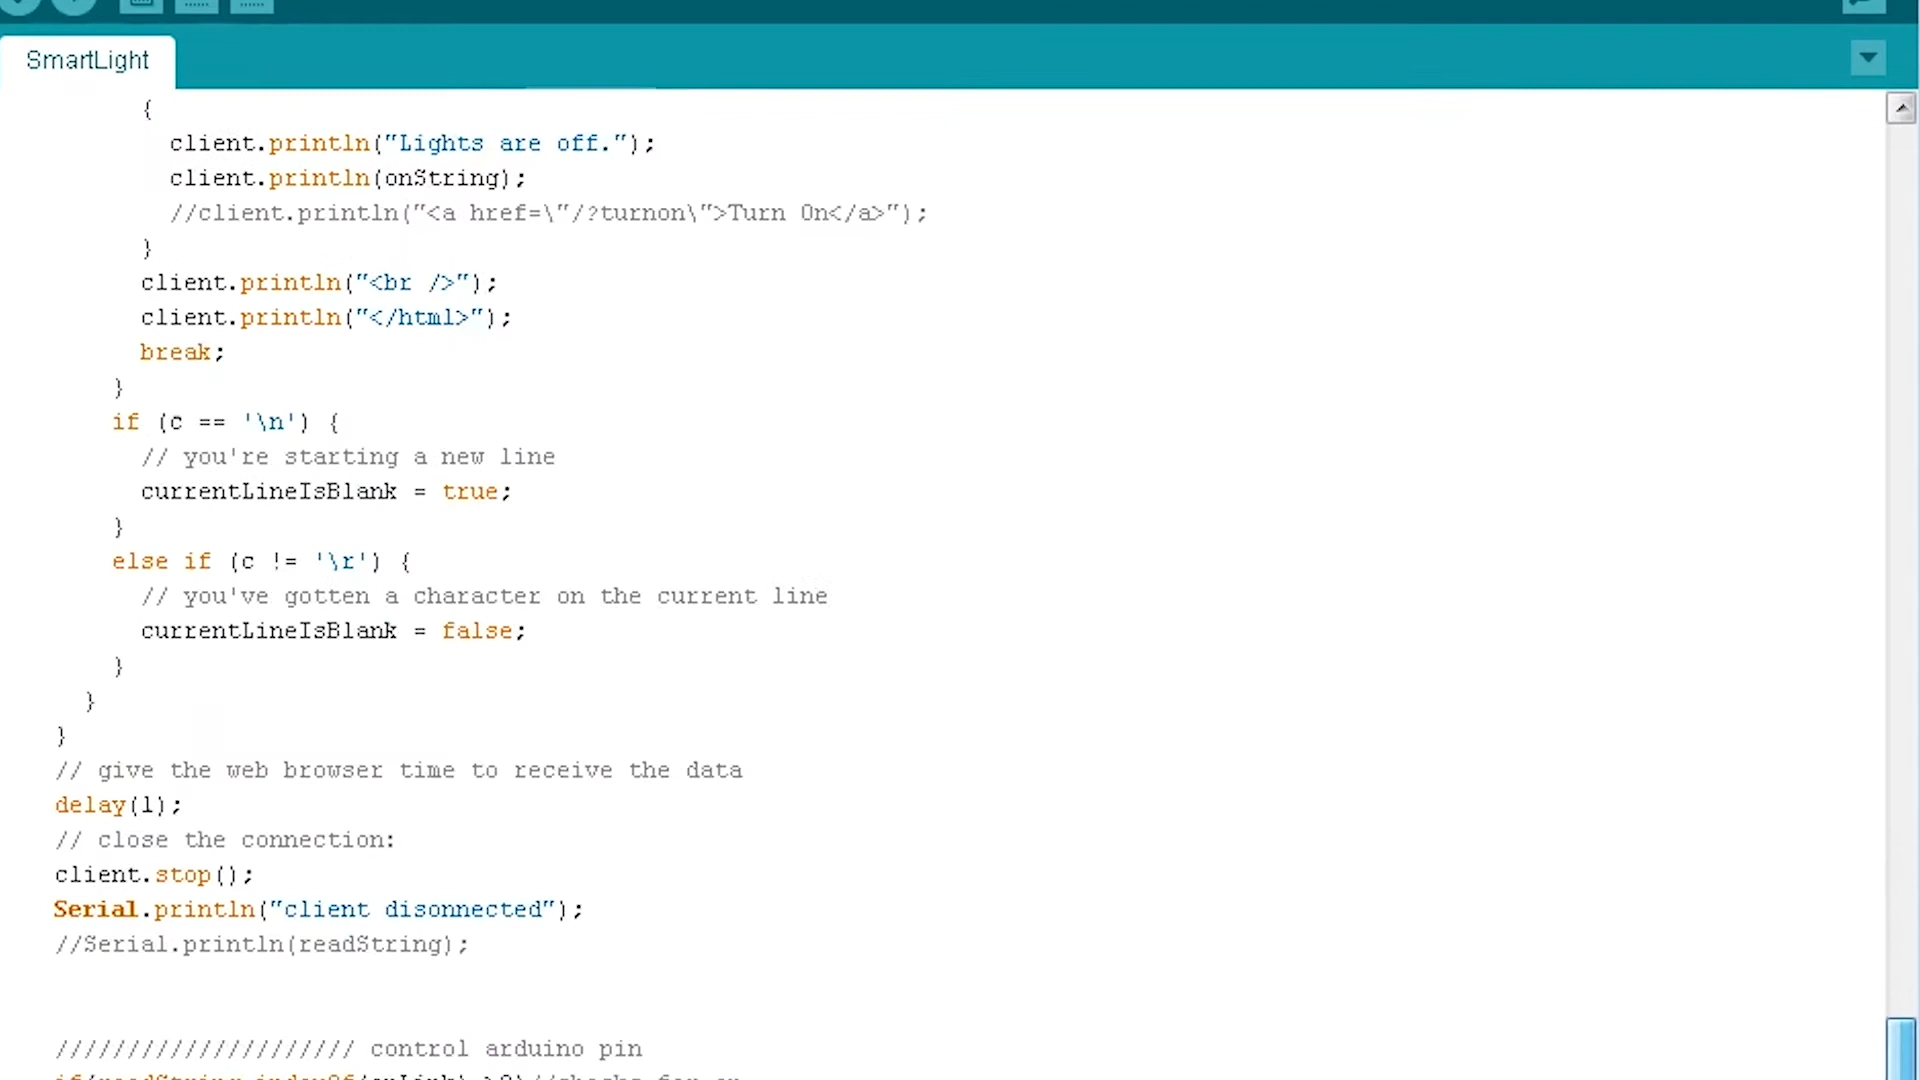 SmartLight
{
client.println("Lights are off.");
client.println(onString);
//client.println("<a href=\"/?turnon\">Turn On</a>");
}
client.println("<br />");
client.println("</html>");
break;
}
if (c == '\n') {
// you're starting a new line
currentLineIsBlank = true;
}
else if (c != '\r') {
// you've gotten a character on the current line
currentLineIsBlank = false;
}
}
}
// give the web browser time to receive the data
delay(1);
// close the connection:
client.stop();
Serial.println("client disonnected");
//Serial.println(readString);
///////////////////// control arduino pin